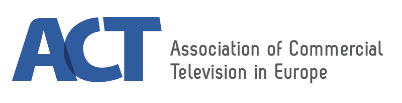 ACT
Association of Commercial
Television in Europe